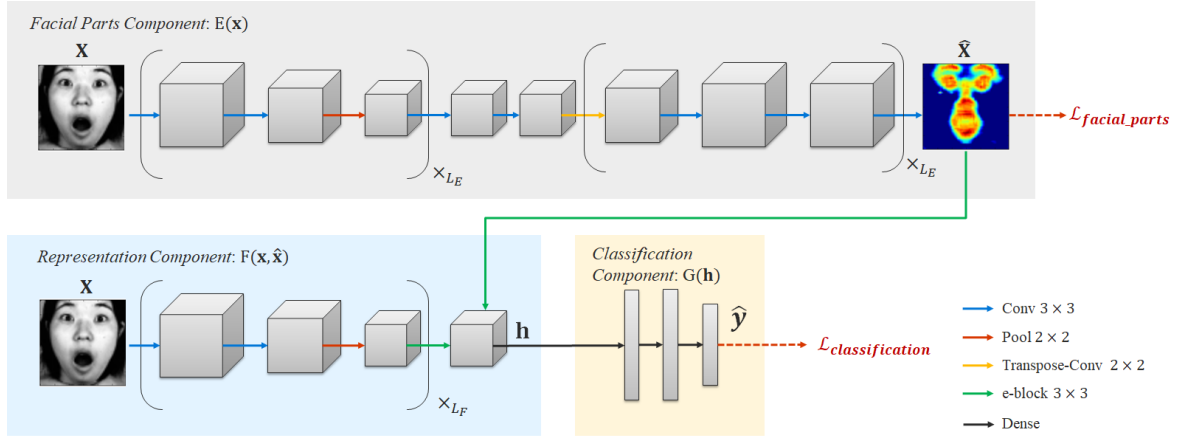 Facial Parts Component: E(x)
X
x̂
×L_E
×L_E
ℒ_facial_parts
Representation Component: F(x,x̂)
X
×L_F
h
Classification
Component: G(h)
ŷ
ℒ_classification
Conv 3 × 3
Pool 2 × 2
Transpose-Conv 2 × 2
e-block 3 × 3
Dense